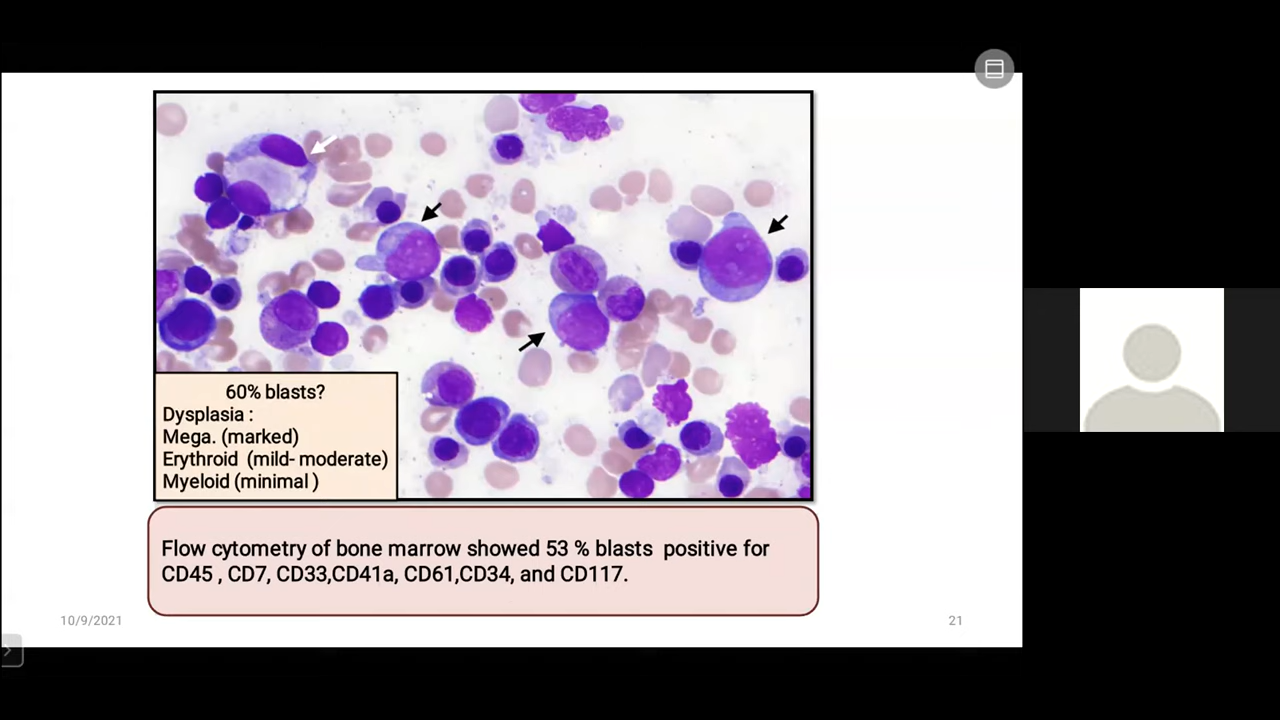 60% blasts?
Dysplasia :
Mega. (marked)
Erythroid (mild- moderate)
Myeloid (minimal )
Flow cytometry of bone marrow showed 53 % blasts positive for
CD45 , CD7, CD33,CD41a, CD61,CD34, and CD117.
10/9/2021
21